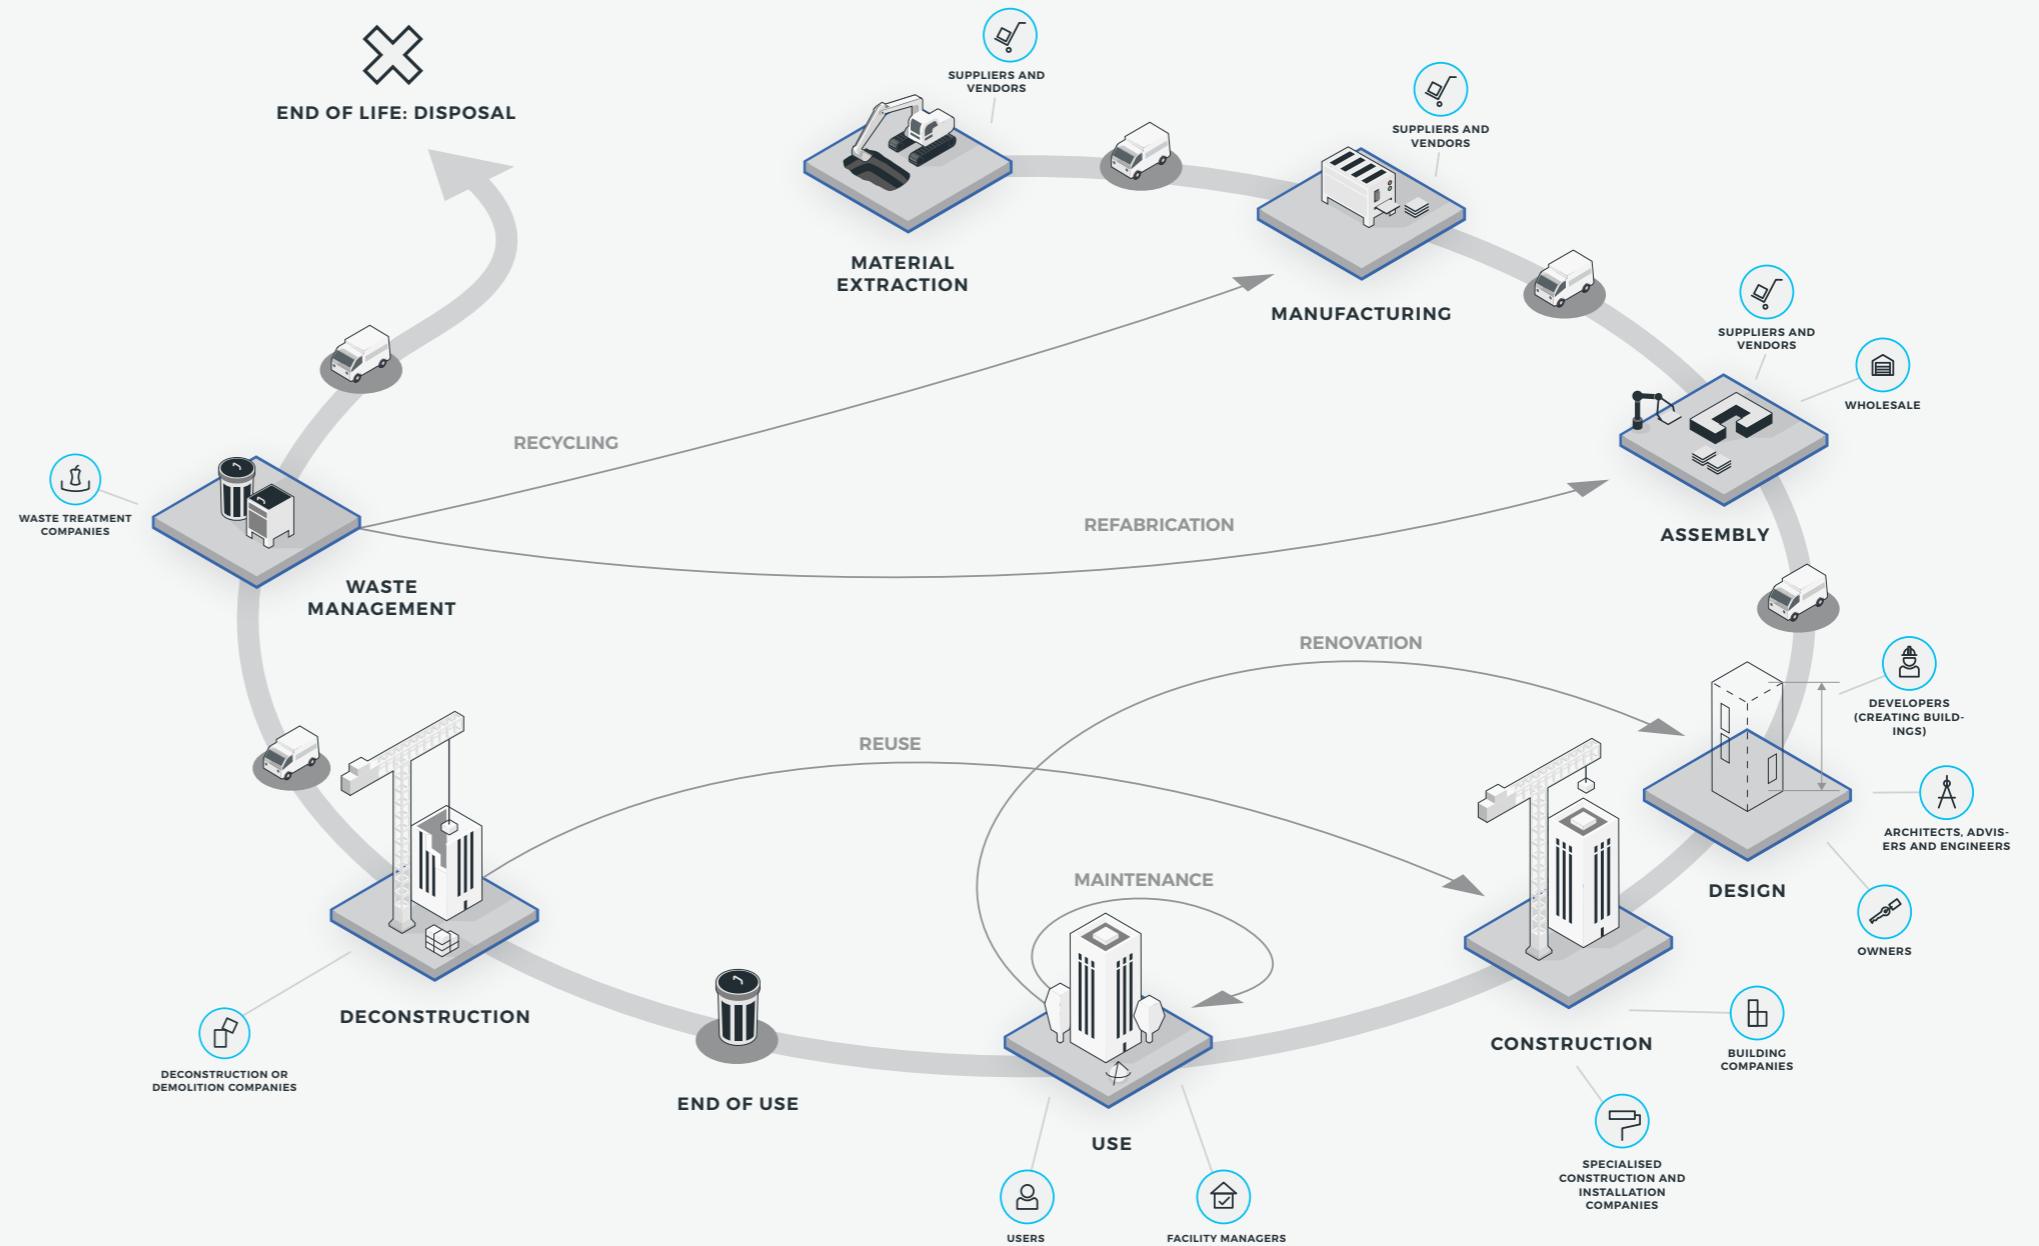 END OF LIFE: DISPOSAL
SUPPLIERS AND
VENDORS
MATERIAL
EXTRACTION
SUPPLIERS AND
VENDORS
MANUFACTURING
SUPPLIERS AND
VENDORS
WHOLESALE
ASSEMBLY
RECYCLING
REFABRICATION
WASTE TREATMENT
COMPANIES
WASTE
MANAGEMENT
RENOVATION
DEVELOPERS
(CREATING BUILD-
INGS)
ARCHITECTS, ADVIS-
ERS AND ENGINEERS
DESIGN
OWNERS
REUSE
MAINTENANCE
CONSTRUCTION
BUILDING
COMPANIES
SPECIALISED
CONSTRUCTION AND
INSTALLATION
COMPANIES
DECONSTRUCTION
DECONSTRUCTION OR
DEMOLITION COMPANIES
END OF USE
USE
USERS
FACILITY MANAGERS